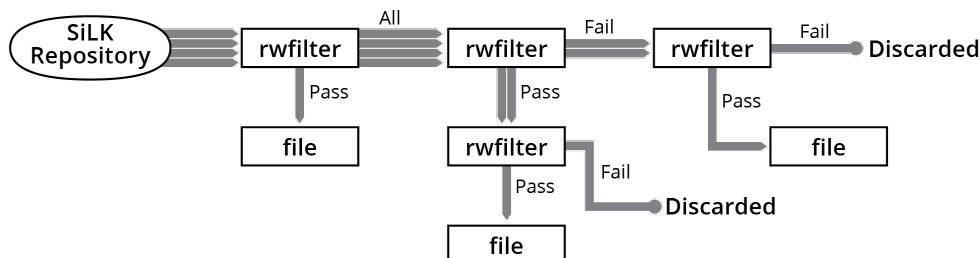 SiLK
Repository
rwfilter
All
rwfilter
Fail
rwfilter
Fail
Discarded
Pass
Pass
Pass
file
rwfilter
file
Fail
Pass
Discarded
file